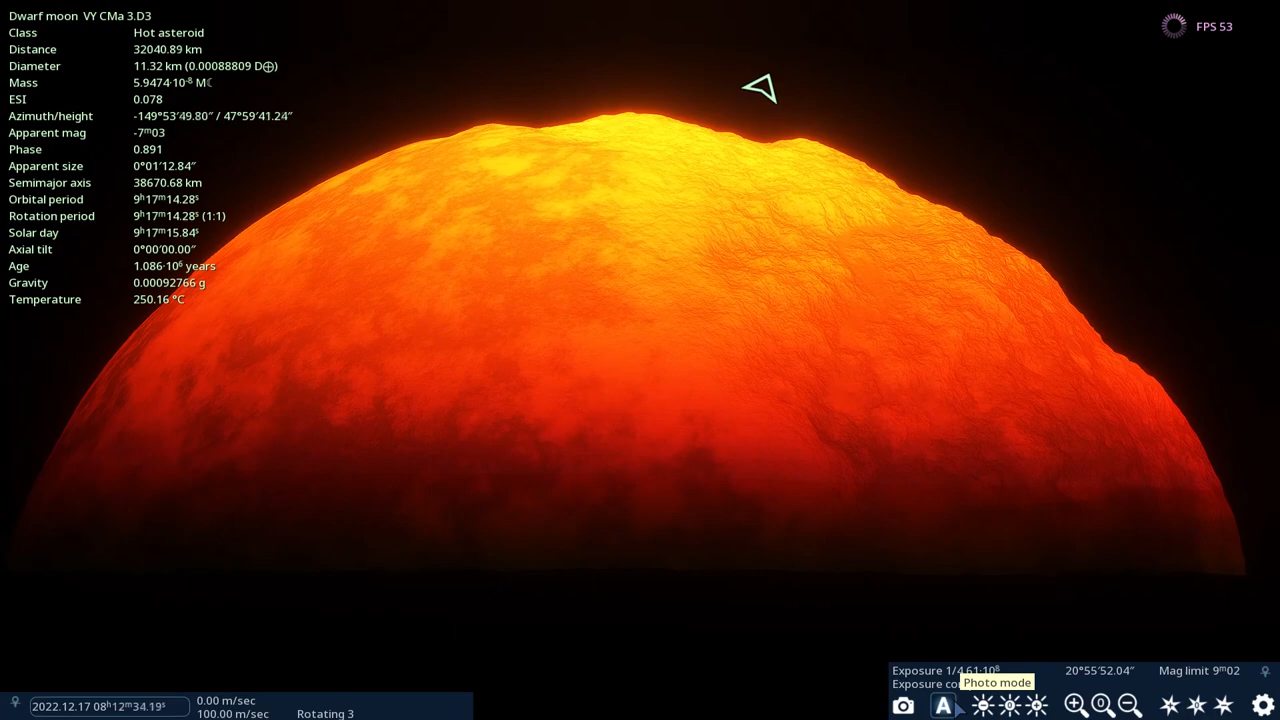 Dwarf moon VY CMa 3.D3
Class Hot asteroid
Distance 32040.89 km
Diameter 11.32 km (0.00088809 D⊕)
Mass 5.9474·10⁻⁸ M☾
ESI 0.078
Azimuth/height -149°53′49.80″ / 47°59′41.24″
Apparent mag -7ᵐ03
Phase 0.891
Apparent size 0°01′12.84″
Semimajor axis 38670.68 km
Orbital period 9ʰ17ᵐ14.28ˢ
Rotation period 9ʰ17ᵐ14.28ˢ (1:1)
Solar day 9ʰ17ᵐ15.84ˢ
Axial tilt 0°00′00.00″
Age 1.086·10⁶ years
Gravity 0.00092766 g
Temperature 250.16 °C
FPS 53
Exposure 1/4.61·10⁸ 20°55′52.04″ Mag limit 9ᵐ02
Exposure
Photo mode
A
0 0
2022.12.17 08ʰ12ᵐ34.19ˢ
0.00 m/sec
100.00 m/sec Rotating 3